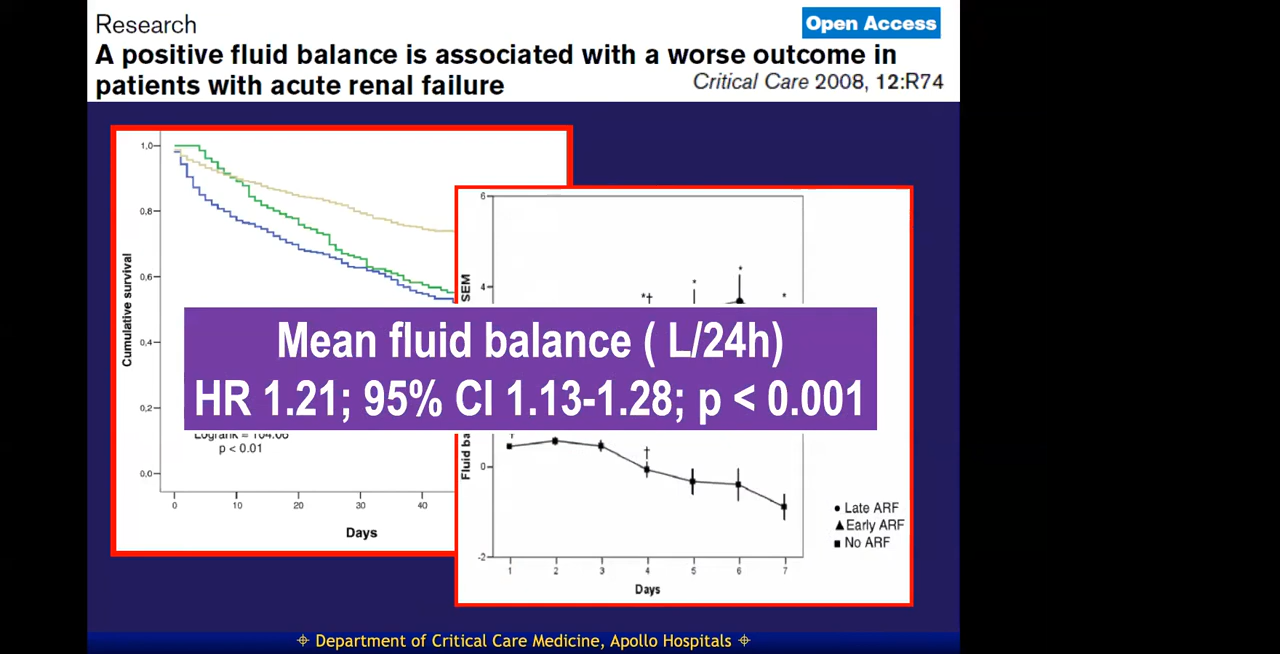 Research
Open Access
A positive fluid balance is associated with a worse outcome in
patients with acute renal failure
Critical Care 2008, 12:R74
Cumulative survival
1,0
0,8
0,6
0,4
0,2
0,0
p < 0.01
0
10
20
30
40
Days
SEM
6
4
*†
*
*
*
Mean fluid balance ( L/24h)
HR 1.21; 95% CI 1.13-1.28; p < 0.001
Fluid
0
-2
†
1
2
3
4
5
6
7
Days
Late ARF
Early ARF
No ARF
Department of Critical Care Medicine, Apollo Hospitals